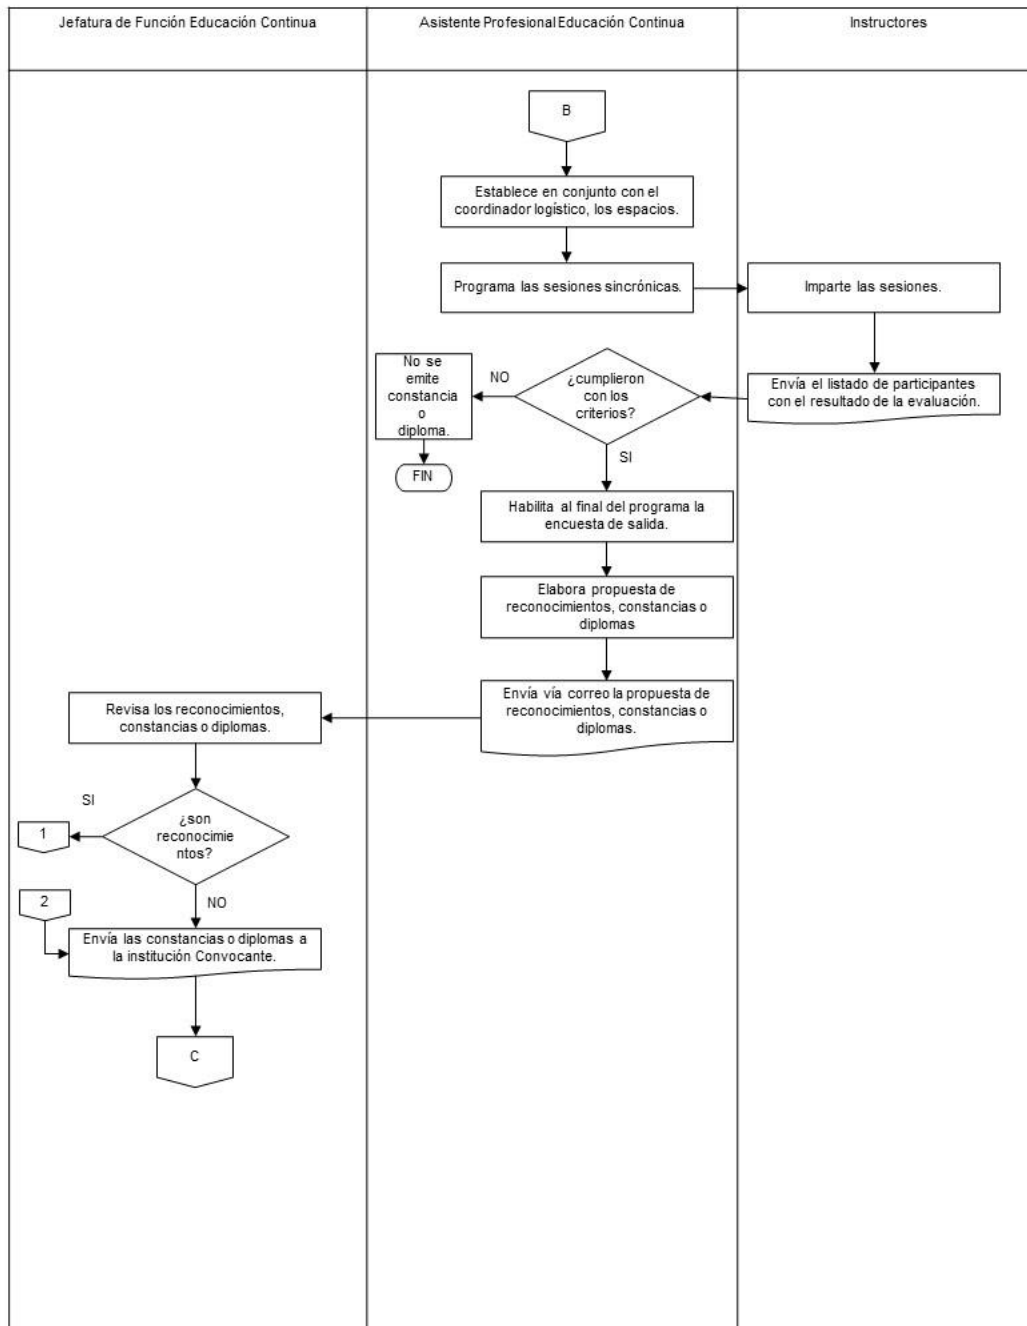 Jefatura de Función Educación Continua
Asistente Profesional Educación Continua
Instructores
B
Establece en conjunto con el
coordinador logístico, los espacios.
Programa las sesiones sincrónicas.
Imparte las sesiones.
Envía el listado de participantes
con el resultado de la evaluación.
¿cumplieron
con los
criterios?
NO
No se
emite
constancia
o
diploma.
FIN
SI
Habilita al final del programa la
encuesta de salida.
Elabora propuesta de
reconocimientos, constancias o
diplomas
Envía vía correo la propuesta de
reconocimientos, constancias o
diplomas.
Revisa los reconocimientos,
constancias o diplomas.
SI
¿son
reconocimie
ntos?
1
NO
2
Envía las constancias o diplomas a
la institución Convocante.
C